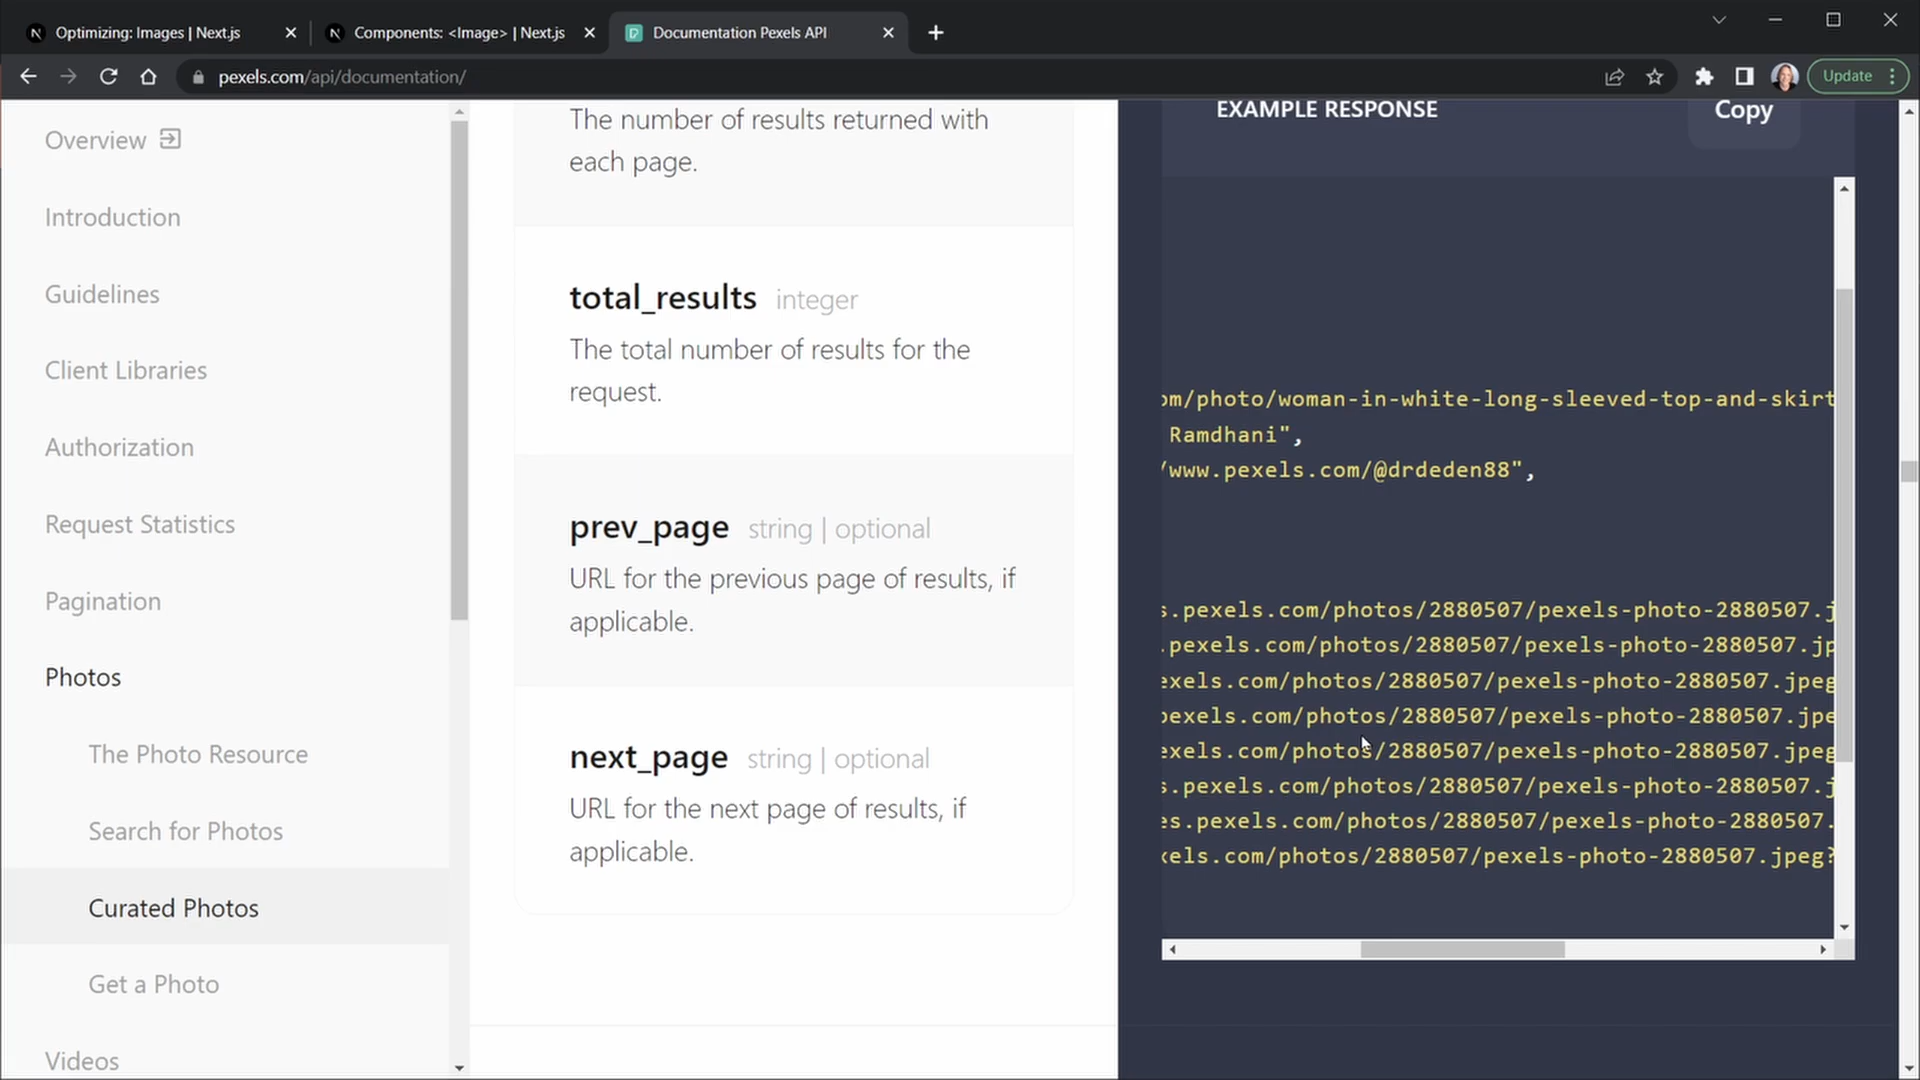 Optimizing: Images | Next.js
Components: <Image> | Next.js
Documentation Pexels API
pexels.com/api/documentation/
Update
Overview
Introduction
Guidelines
Client Libraries
Authorization
Request Statistics
Pagination
Photos
The Photo Resource
Search for Photos
Curated Photos
Get a Photo
Videos
The number of results returned with
each page.
total_results integer
The total number of results for the
request.
prev_page string | optional
URL for the previous page of results, if
applicable.
next_page string | optional
URL for the next page of results, if
applicable.
EXAMPLE RESPONSE
Copy
om/photo/woman-in-white-long-sleeved-top-and-skirt
Ramdhani",
/www.pexels.com/@drdeden88",
s.pexels.com/photos/2880507/pexels-photo-2880507.j
.pexels.com/photos/2880507/pexels-photo-2880507.jp
exels.com/photos/2880507/pexels-photo-2880507.jpeg
pexels.com/photos/2880507/pexels-photo-2880507.jpe
exels.com/photos/2880507/pexels-photo-2880507.jpeg
s.pexels.com/photos/2880507/pexels-photo-2880507.j
es.pexels.com/photos/2880507/pexels-photo-2880507.
xels.com/photos/2880507/pexels-photo-2880507.jpeg?